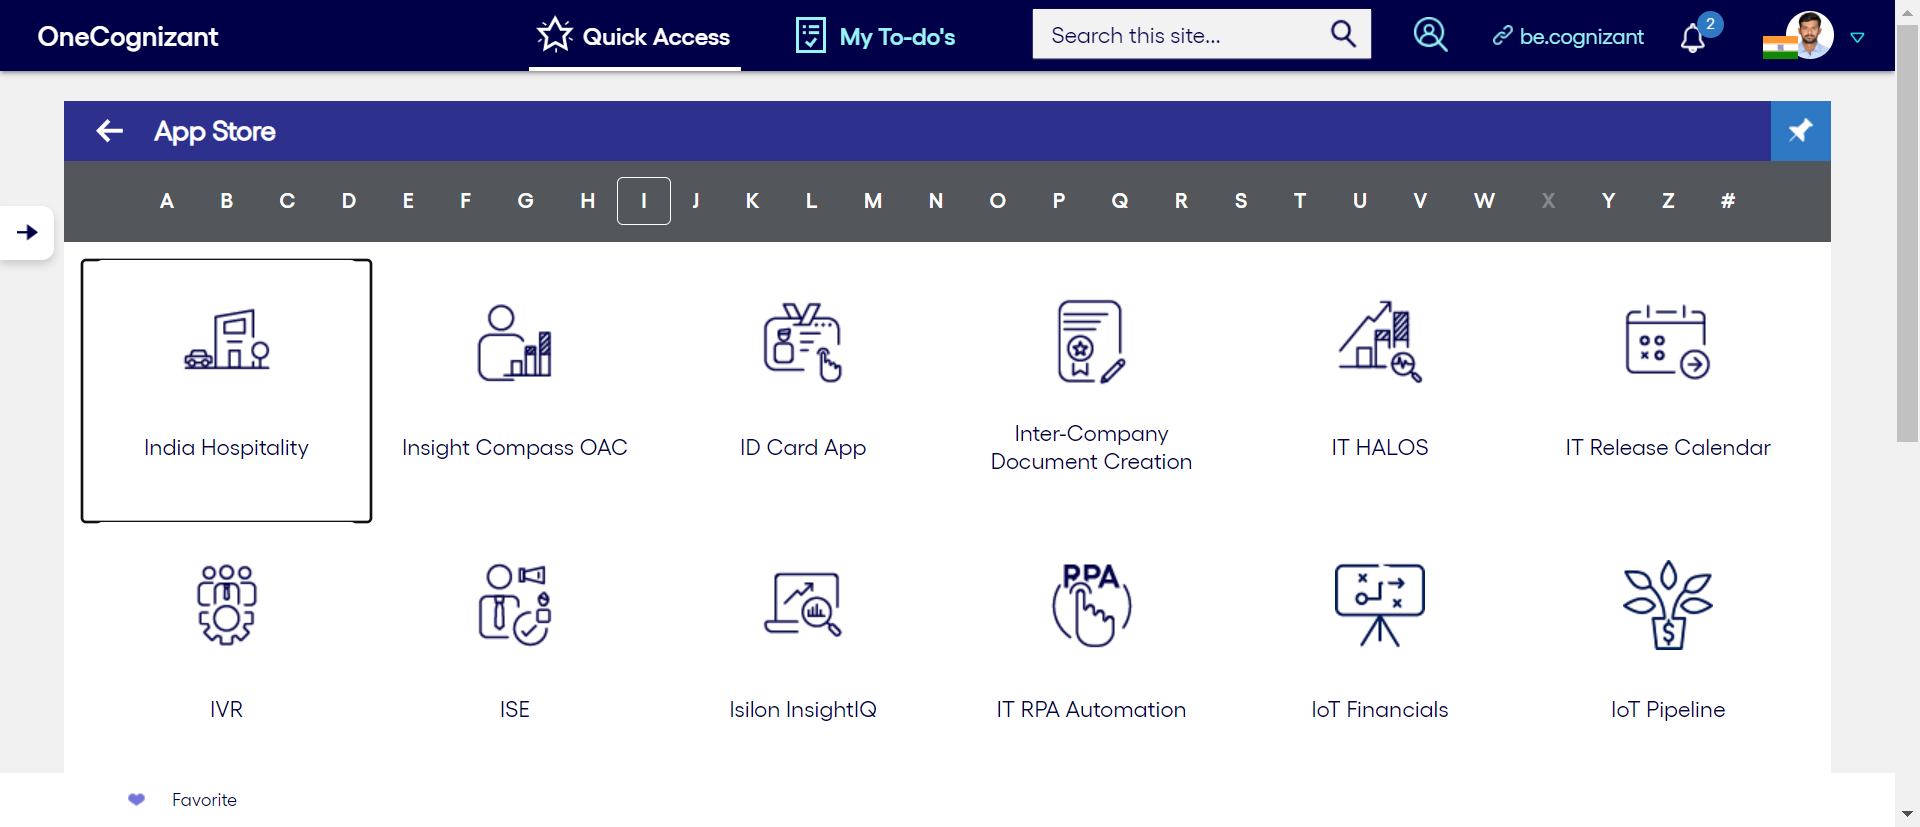 OneCognizant
Quick Access
My To-do's
Search this site...
be.cognizant
2
App Store
A B C D E F G H I J K L M N O P Q R S T U V W X Y Z #
India Hospitality
Insight Compass OAC
ID Card App
Inter-Company
Document Creation
IT HALOS
IT Release Calendar
RPA
IVR
ISE
Isilon InsightIQ
IT RPA Automation
IoT Financials
IoT Pipeline
Favorite